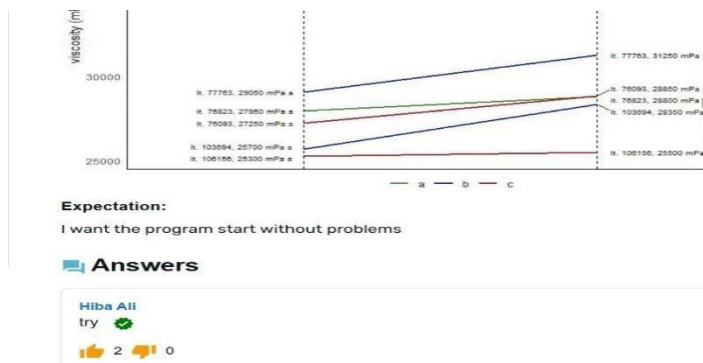 viscosity (ml
30000
25000
lt. 77763, 29050 mPa s
lt. 76823, 27950 mPa s
lt. 76093, 27250 mPa s
lt. 103694, 25700 mPa s
lt. 106156, 25300 mPa s
lt. 77763, 31250 mPa
lt. 76093, 28850 mPa
lt. 76823, 28800 mPa
lt. 103694, 28350 mPa
lt. 106156, 25500 mPa
a b c
Expectation:
I want the program start without problems
Answers
Hiba Ali
try
2 0